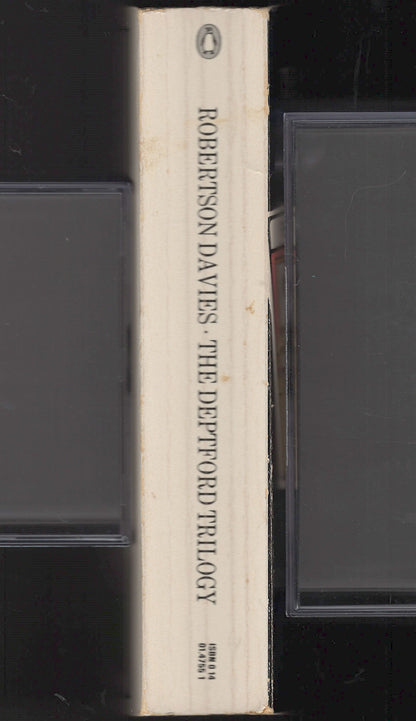 ROBERTSON DAVIES · THE DEPTFORD TRILOGY
ISBN 0 14
01.4755 1